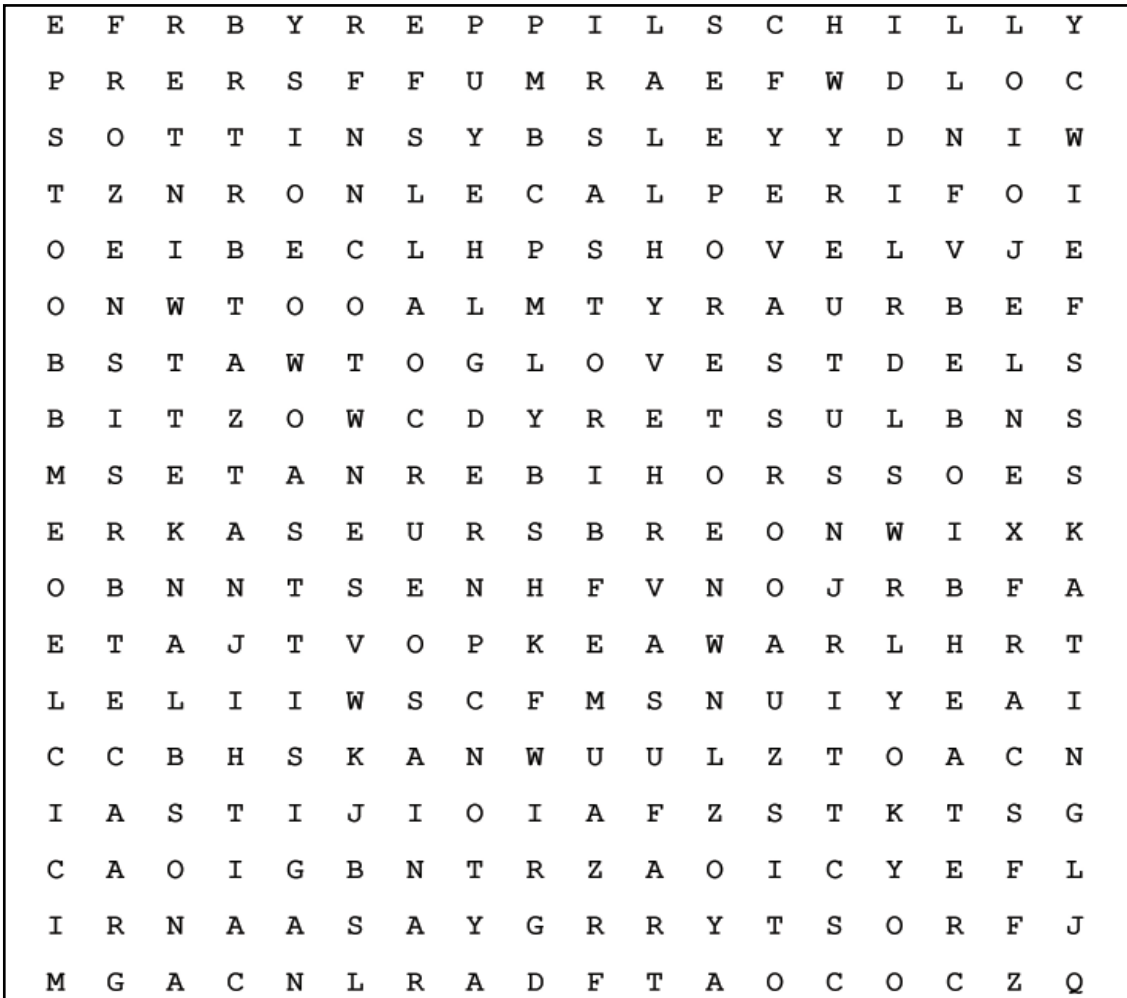 E F R B Y R E P P I L S C H I L L Y
P R E R S F F U M R A E F W D L O C
S O T T I N S Y B S L E Y Y D N I W
T Z N R O N L E C A L P E R I F O I
O E I B E C L H P S H O V E L V J E
O N W T O O A L M T Y R A U R B E F
B S T A W T O G L O V E S T D E L S
B I T Z O W C D Y R E T S U L B N S
M S E T A N R E B I H O R S S O E S
E R K A S E U R S B R E O N W I X K
O B N N T S E N H F V N O J R B F A
E T A J T V O P K E A W A R L H R T
L E L I I W S C F M S N U I Y E A I
C C B H S K A N W U U L Z T O A C N
I A S T I J I O I A F Z S T K T S G
C A O I G B N T R Z A O I C Y E F L
I R N A A S A Y G R R Y T S O R F J
M G A C N L R A D F T A O C O C Z Q